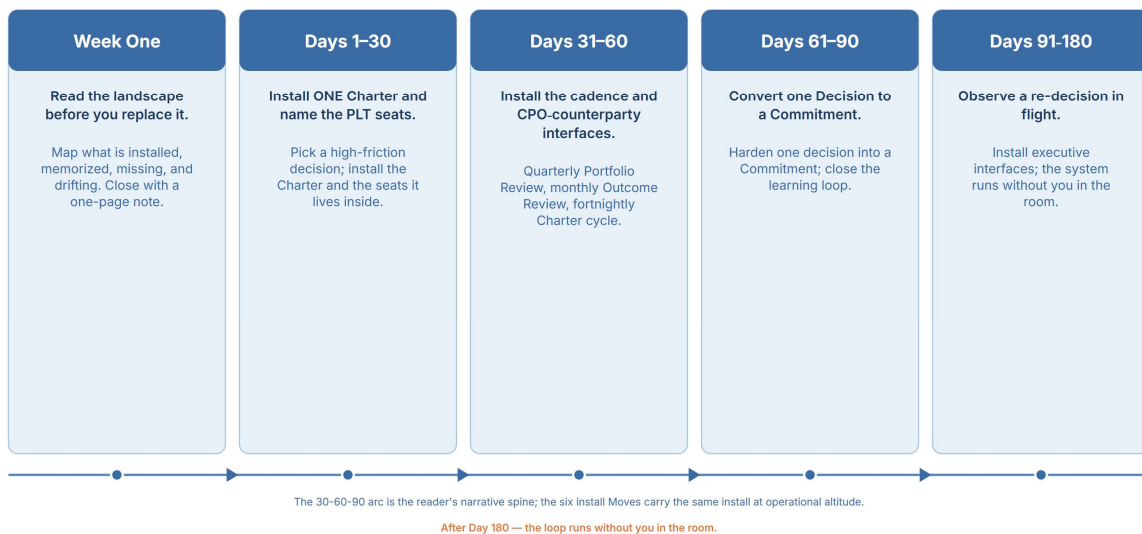 Week One
Read the landscape
before you replace it.
Map what is installed,
memorized, missing, and
drifting. Close with a
one-page note.
Days 1–30
Install ONE Charter and
name the PLT seats.
Pick a high-friction
decision; install the
Charter and the seats it
lives inside.
Days 31–60
Install the cadence and
CPO-counterparty
interfaces.
Quarterly Portfolio
Review, monthly Outcome
Review, fortnightly
Charter cycle.
Days 61–90
Convert one Decision to
a Commitment.
Harden one decision into a
Commitment; close the
learning loop.
Days 91-180
Observe a re-decision in
flight.
Install executive
interfaces; the system
runs without you in the
room.
The 30-60-90 arc is the reader's narrative spine; the six install Moves carry the same install at operational altitude.
After Day 180 — the loop runs without you in the room.